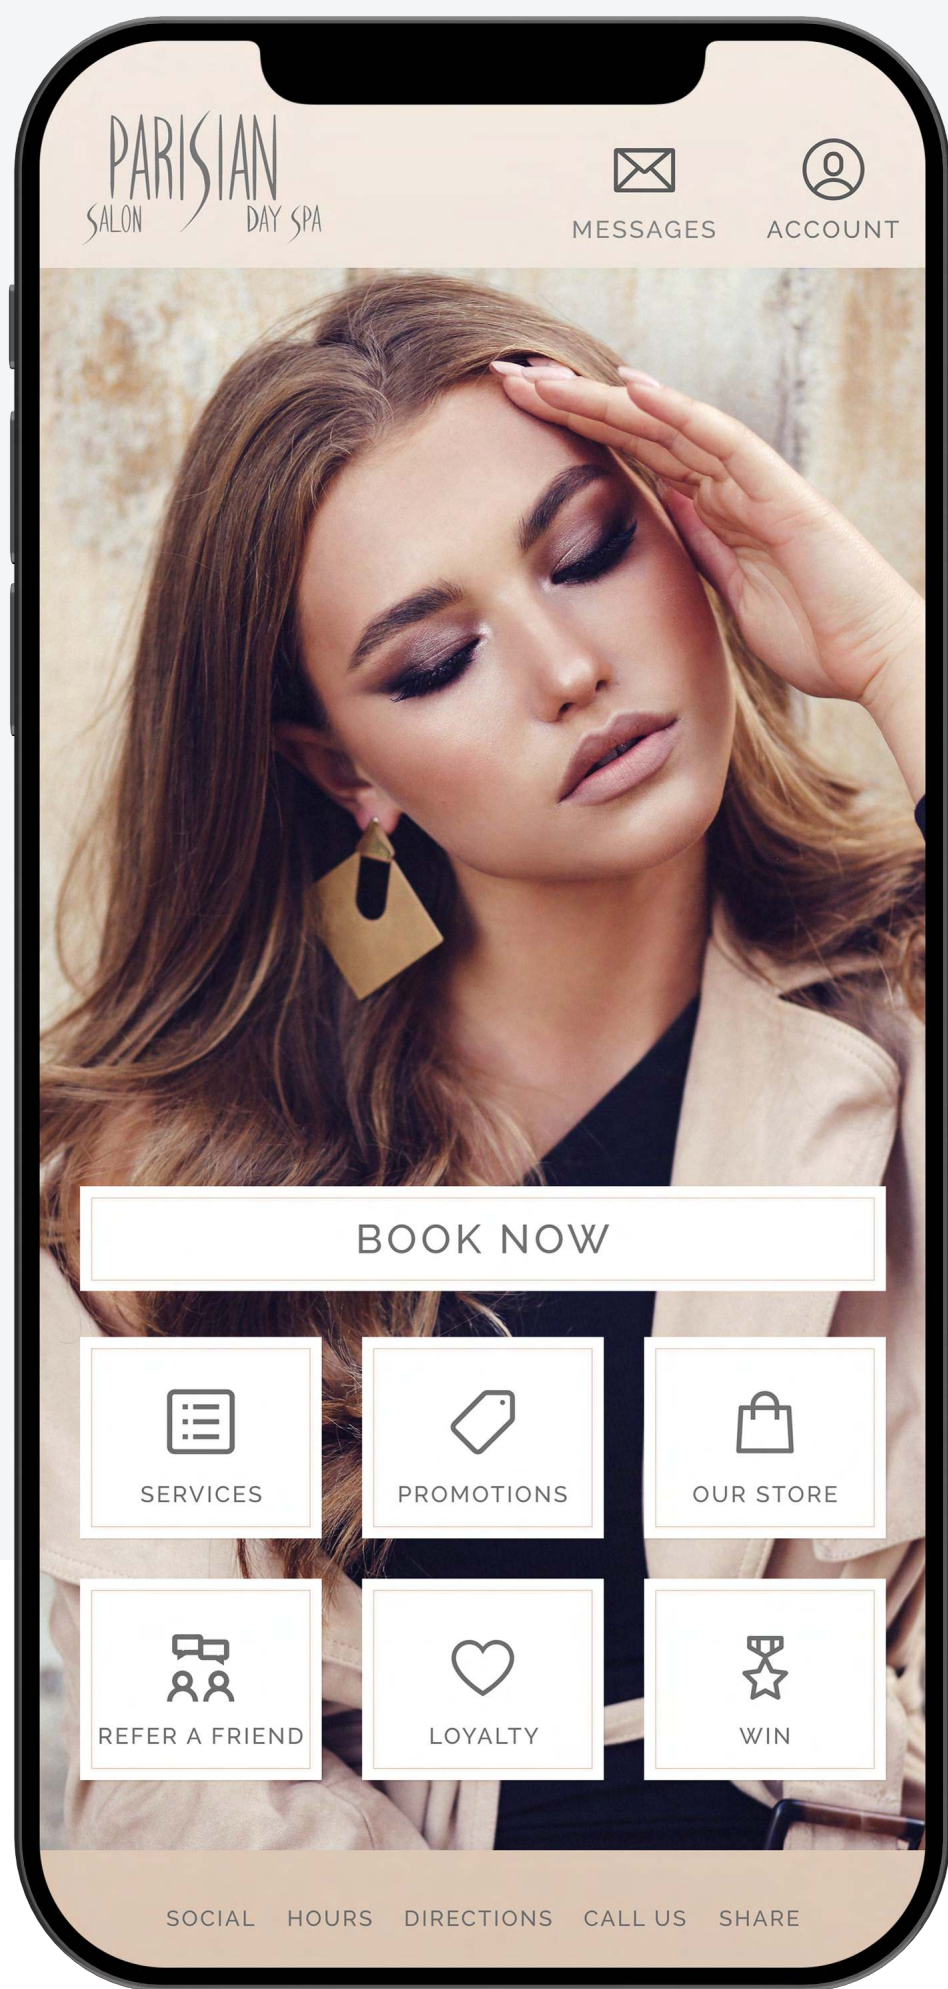 PARISIAN
SALON DAY SPA
MESSAGES ACCOUNT
BOOK NOW
SERVICES PROMOTIONS OUR STORE
REFER A FRIEND LOYALTY WIN
SOCIAL HOURS DIRECTIONS CALL US SHARE